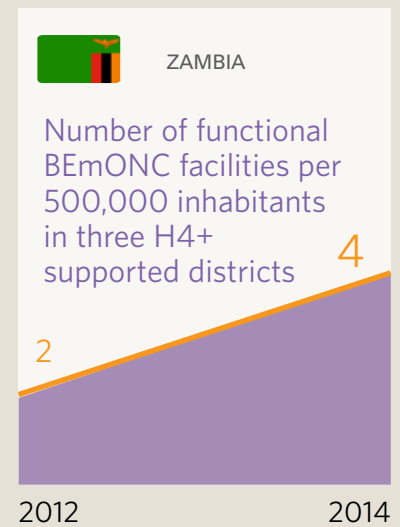 ZAMBIA
Number of functional
BEmONC facilities per
500,000 inhabitants
in three H4+
supported districts
4
2
2012 2014